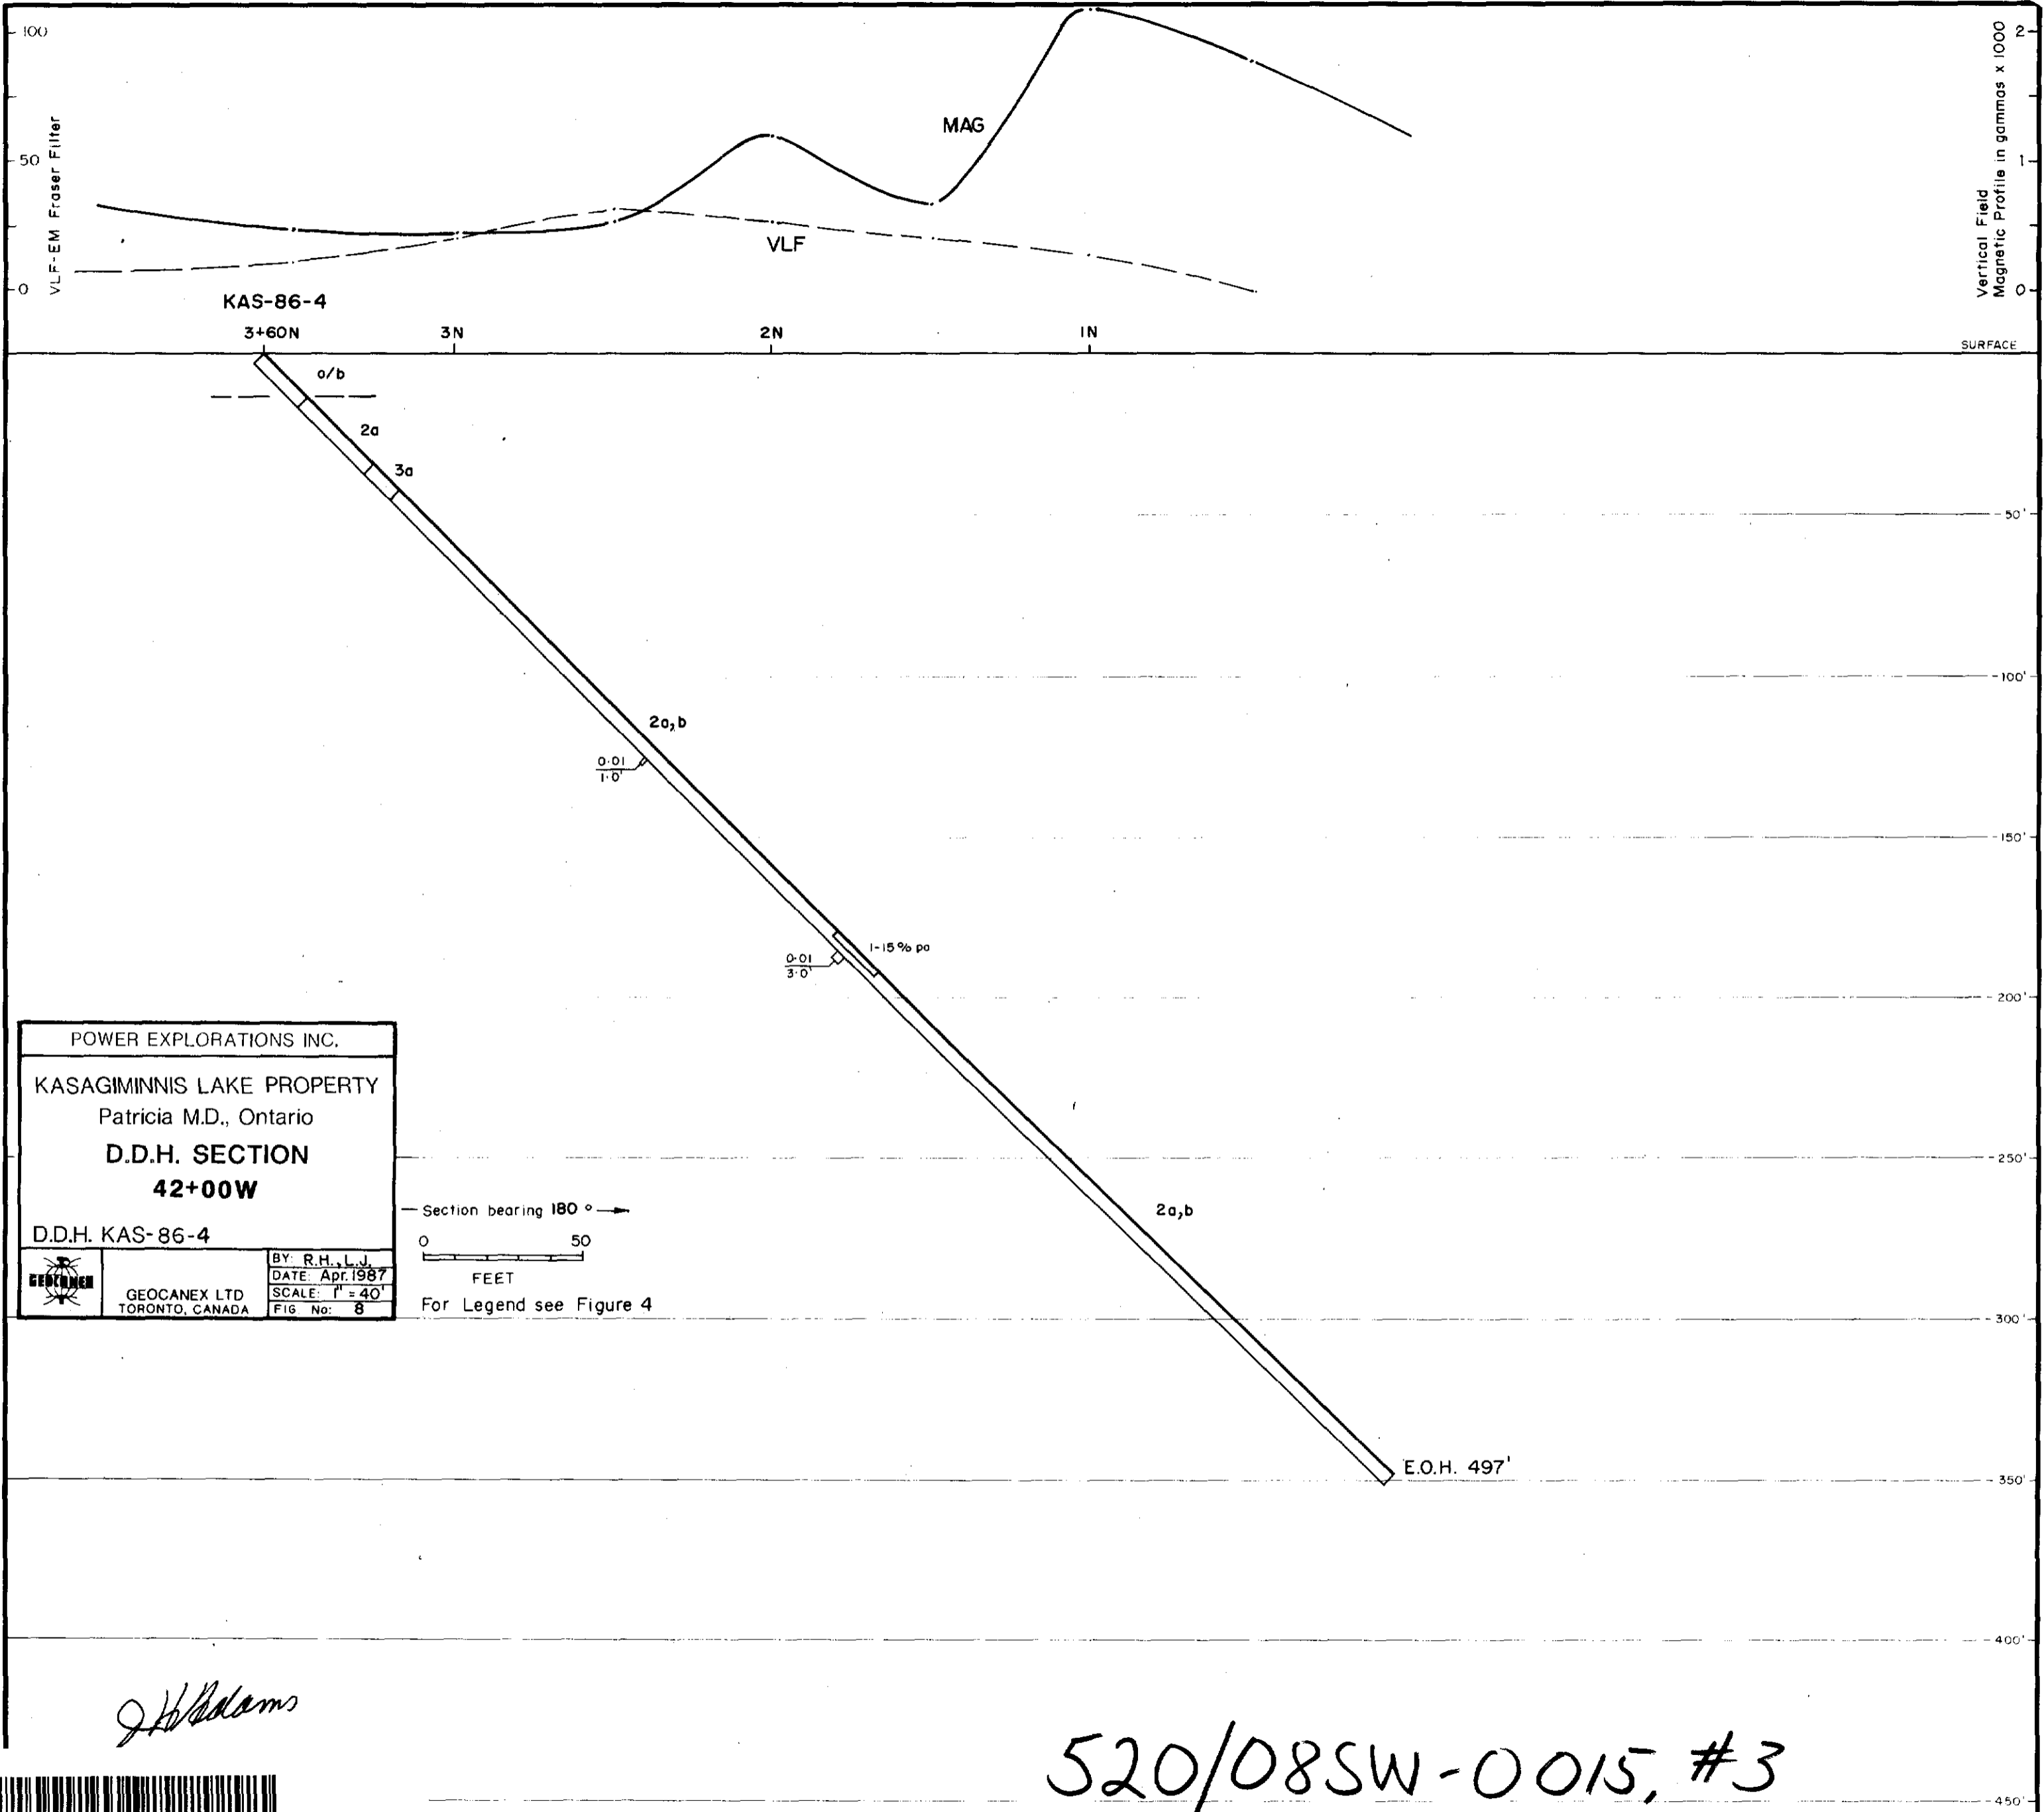 100
50
0
VLF-EM Fraser Filter
MAG
VLF
2
1
0
Vertical Field
Magnetic Profile in gammas x 1000
KAS-86-4
3+60N
3N
2N
1N
SURFACE
o/b
2a
3a
50'
100'
2a,b
0·01
1·0'
150'
1-15% po
0·01
3·0'
200'
POWER EXPLORATIONS INC.
KASAGIMINNIS LAKE PROPERTY
Patricia M.D., Ontario
D.D.H. SECTION
42+00W
D.D.H. KAS-86-4
GEOCANEX
GEOCANEX LTD
TORONTO, CANADA
BY: R.H., L.J.
DATE: Apr. 1987
SCALE: 1" = 40'
FIG. No: 8
250'
Section bearing 180 °
0 50
FEET
For Legend see Figure 4
2a,b
300'
E.O.H. 497'
350'
400'
J H Adams
520/08SW-0015, #3
450'